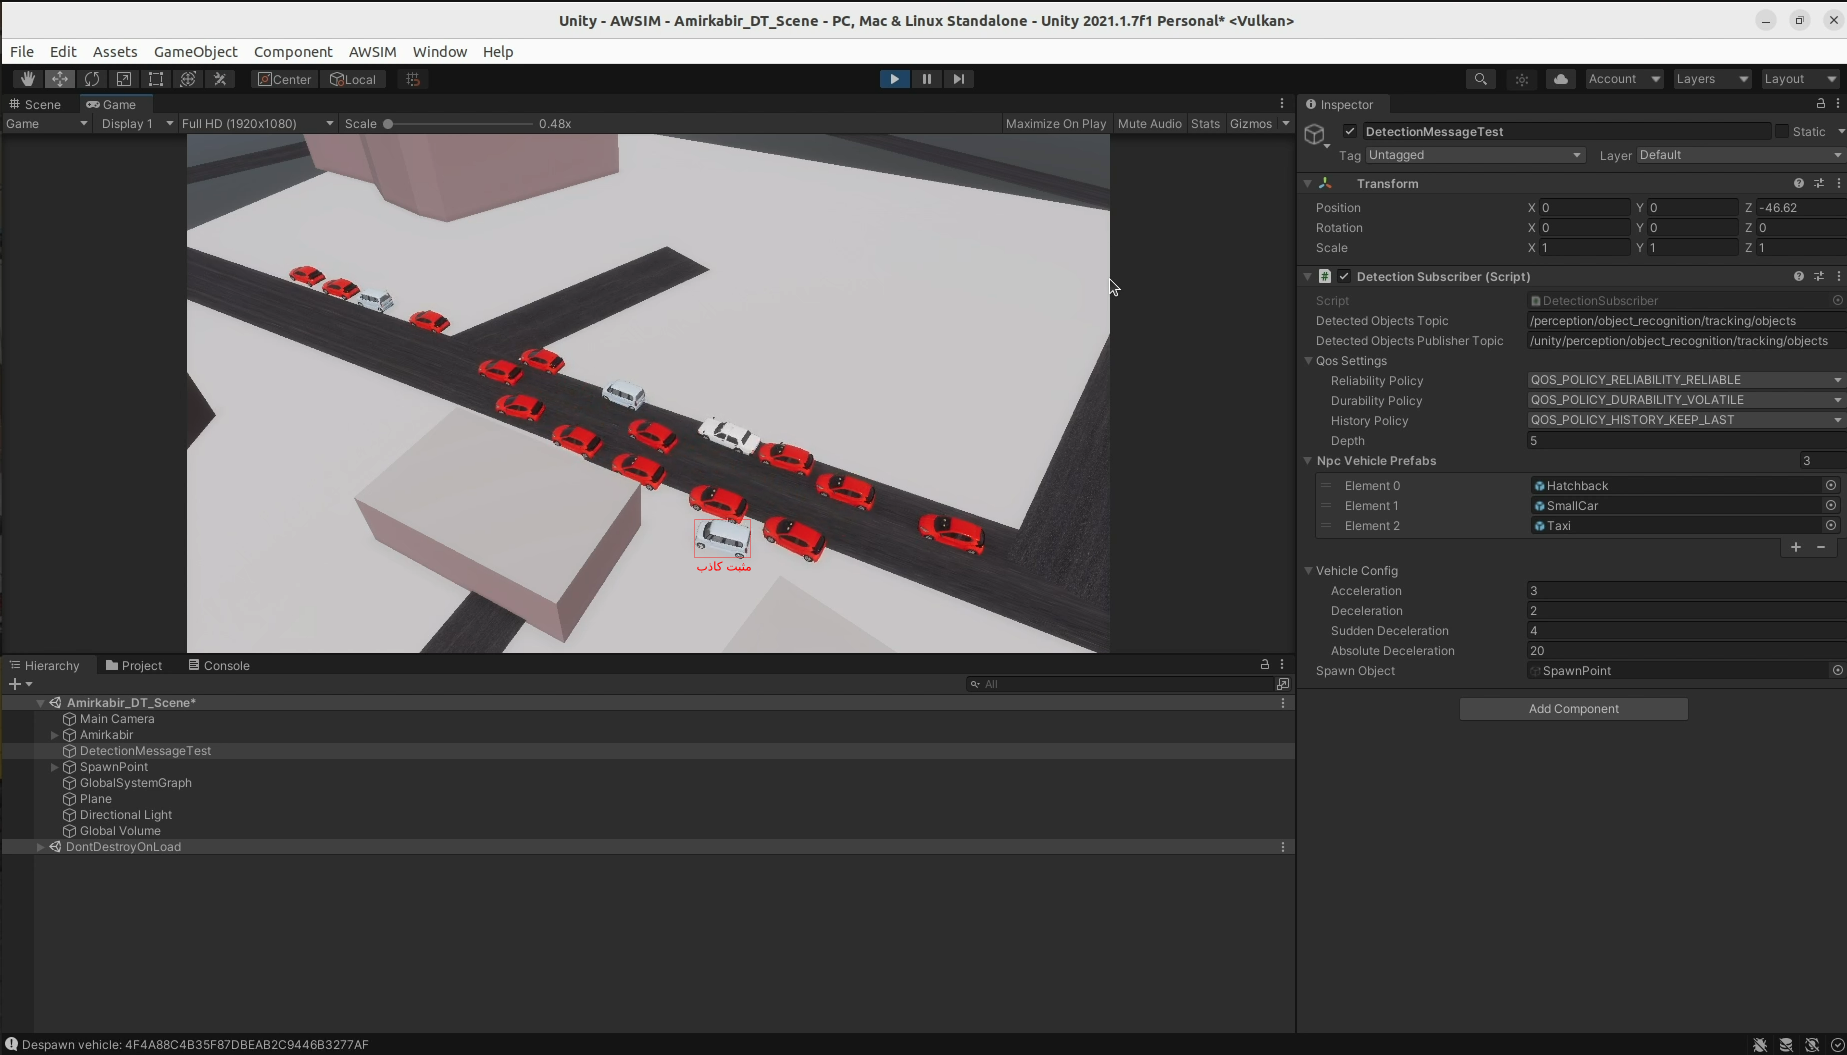 Unity - AWSIM - Amirkabir_DT_Scene - PC, Mac & Linux Standalone - Unity 2021.1.7f1 Personal* <Vulkan>
File Edit Assets GameObject Component AWSIM Window Help
Center Local Account Layers Layout
Scene Game
Game Display 1 Full HD (1920x1080) Scale 0.48x Maximize On Play Mute Audio Stats Gizmos
مثبت کاذب
Hierarchy Project Console
All
Amirkabir_DT_Scene*
Main Camera
Amirkabir
DetectionMessageTest
SpawnPoint
GlobalSystemGraph
Plane
Directional Light
Global Volume
DontDestroyOnLoad
Inspector
DetectionMessageTest Static
Tag Untagged Layer Default
Transform
Position X 0 Y 0 Z -46.62
Rotation X 0 Y 0 Z 0
Scale X 1 Y 1 Z 1
# Detection Subscriber (Script)
Script DetectionSubscriber
Detected Objects Topic /perception/object_recognition/tracking/objects
Detected Objects Publisher Topic /unity/perception/object_recognition/tracking/objects
Qos Settings
Reliability Policy QOS_POLICY_RELIABILITY_RELIABLE
Durability Policy QOS_POLICY_DURABILITY_VOLATILE
History Policy QOS_POLICY_HISTORY_KEEP_LAST
Depth 5
Npc Vehicle Prefabs 3
Element 0 Hatchback
Element 1 SmallCar
Element 2 Taxi
+ −
Vehicle Config
Acceleration 3
Deceleration 2
Sudden Deceleration 4
Absolute Deceleration 20
Spawn Object SpawnPoint
Add Component
Despawn vehicle: 4F4A88C4B35F87DBEAB2C9446B3277AF